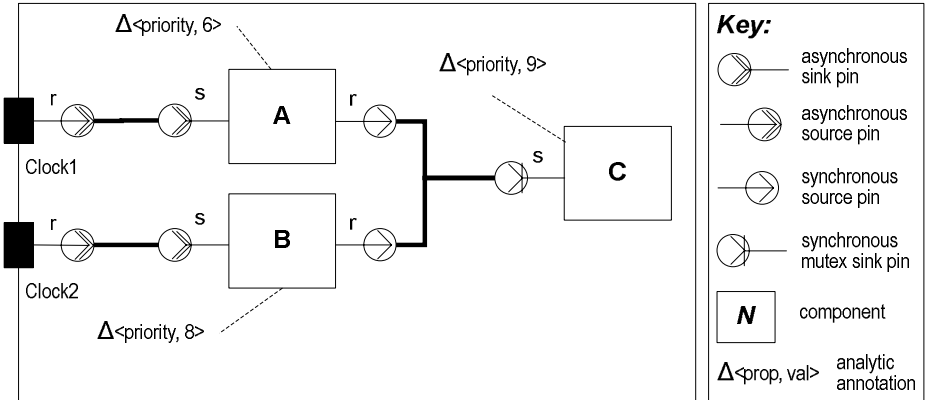 Δ<priority, 6>
Δ<priority, 9>
r
s
A
r
Clock1
s
C
r
s
B
r
Clock2
Δ<priority, 8>
Key:
asynchronous
sink pin
asynchronous
source pin
synchronous
source pin
synchronous
mutex sink pin
N
component
Δ<prop, val>
analytic
annotation